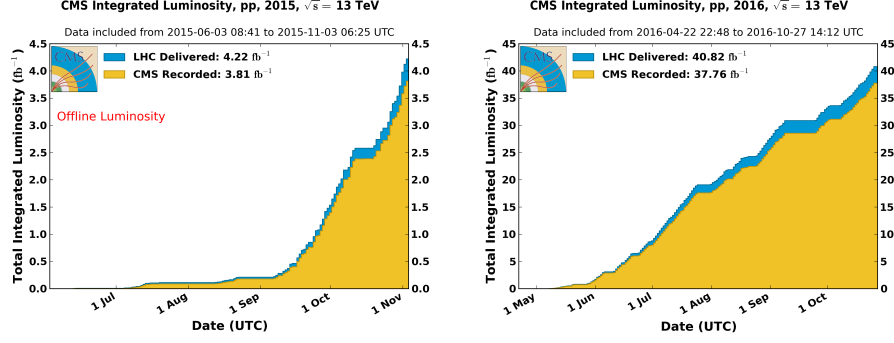 CMS Integrated Luminosity, pp, 2015, √s = 13 TeV
Data included from 2015-06-03 08:41 to 2015-11-03 06:25 UTC
CMS
LHC Delivered: 4.22 fb⁻¹
CMS Recorded: 3.81 fb⁻¹
Offline Luminosity
Total Integrated Luminosity (fb⁻¹)
4.5 4.5
4.0 4.0
3.5 3.5
3.0 3.0
2.5 2.5
2.0 2.0
1.5 1.5
1.0 1.0
0.5 0.5
0.0 0.0
1 Jul 1 Aug 1 Sep 1 Oct 1 Nov
Date (UTC)
CMS Integrated Luminosity, pp, 2016, √s = 13 TeV
Data included from 2016-04-22 22:48 to 2016-10-27 14:12 UTC
CMS
LHC Delivered: 40.82 fb⁻¹
CMS Recorded: 37.76 fb⁻¹
Total Integrated Luminosity (fb⁻¹)
45 45
40 40
35 35
30 30
25 25
20 20
15 15
10 10
5 5
0 0
1 May 1 Jun 1 Jul 1 Aug 1 Sep 1 Oct
Date (UTC)